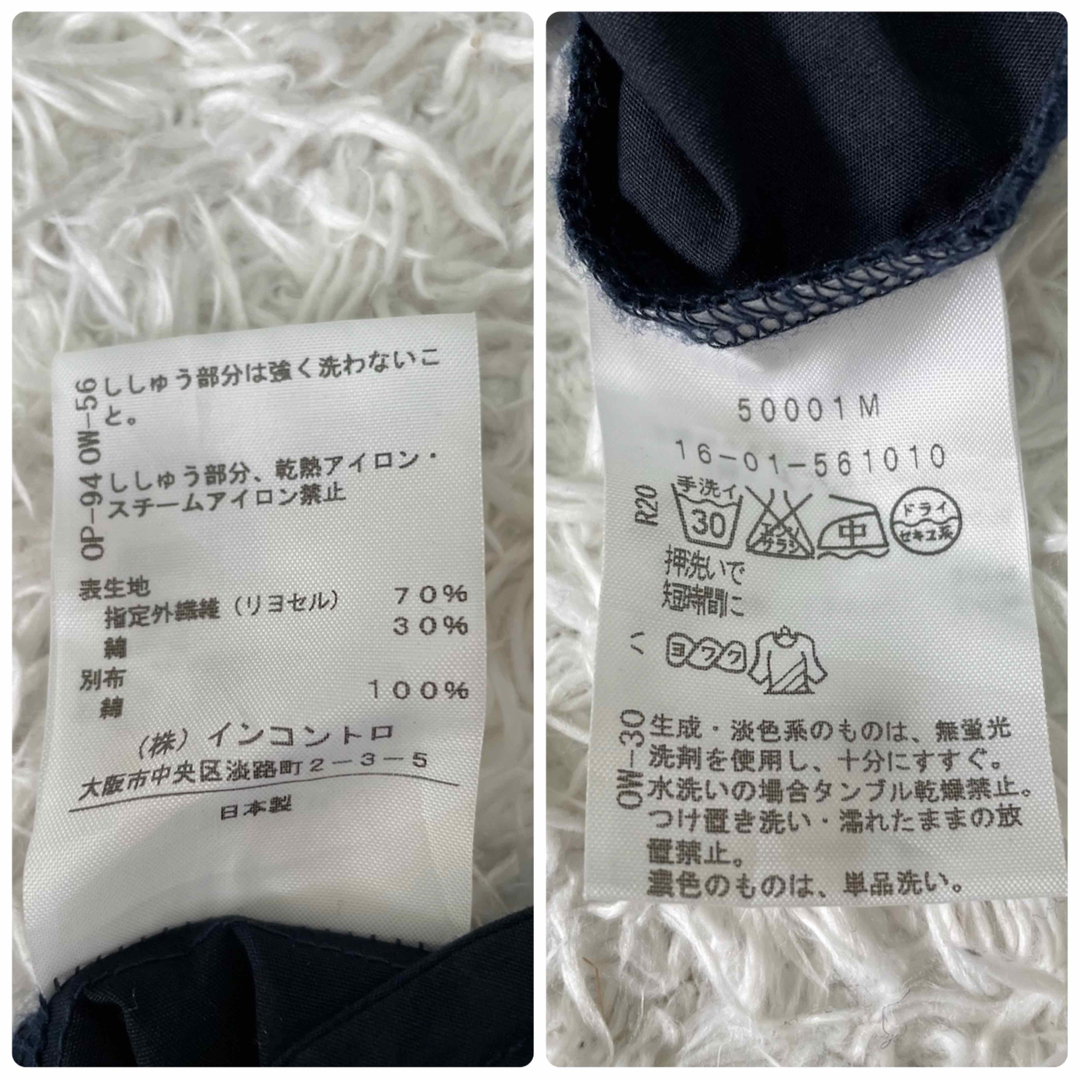 OP-94 OW-56
ししゅう部分は強く洗わないこ
と。
ししゅう部分、乾熱アイロン・
スチームアイロン禁止
表生地
指定外繊維（リヨセル） 70%
綿 30%
別布
綿 100%
（株）インコントロ
大阪市中央区淡路町2-3-5
日本製
50001M
16-01-561010
R20
手洗イ
30
エンソ
サラシ
中
ドライ
セキユ系
押洗いで
短時間に
ヨワク
OW-30
生成・淡色系のものは、無蛍光
洗剤を使用し、十分にすすぐ。
水洗いの場合タンブル乾燥禁止。
つけ置き洗い・濡れたままの放
置禁止。
濃色のものは、単品洗い。